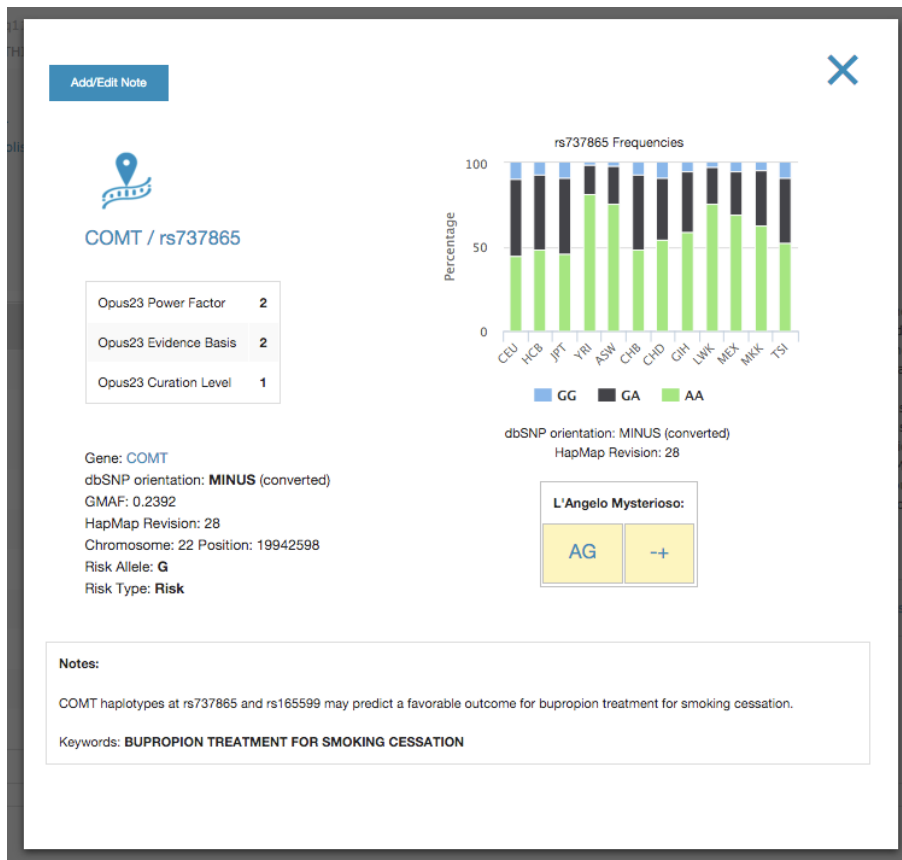 Add/Edit Note
rs737865 Frequencies
COMT / rs737865
Opus23 Power Factor 2
Opus23 Evidence Basis 2
Opus23 Curation Level 1
Percentage
100
50
0
CEU HCB JPT YRI ASW CHB CHD GIH LWK MEX MKK TSI
GG GA AA
dbSNP orientation: MINUS (converted)
HapMap Revision: 28
Gene: COMT
dbSNP orientation: MINUS (converted)
GMAF: 0.2392
HapMap Revision: 28
Chromosome: 22 Position: 19942598
Risk Allele: G
Risk Type: Risk
L'Angelo Mysterioso:
AG -+
Notes:
COMT haplotypes at rs737865 and rs165599 may predict a favorable outcome for bupropion treatment for smoking cessation.
Keywords: BUPROPION TREATMENT FOR SMOKING CESSATION